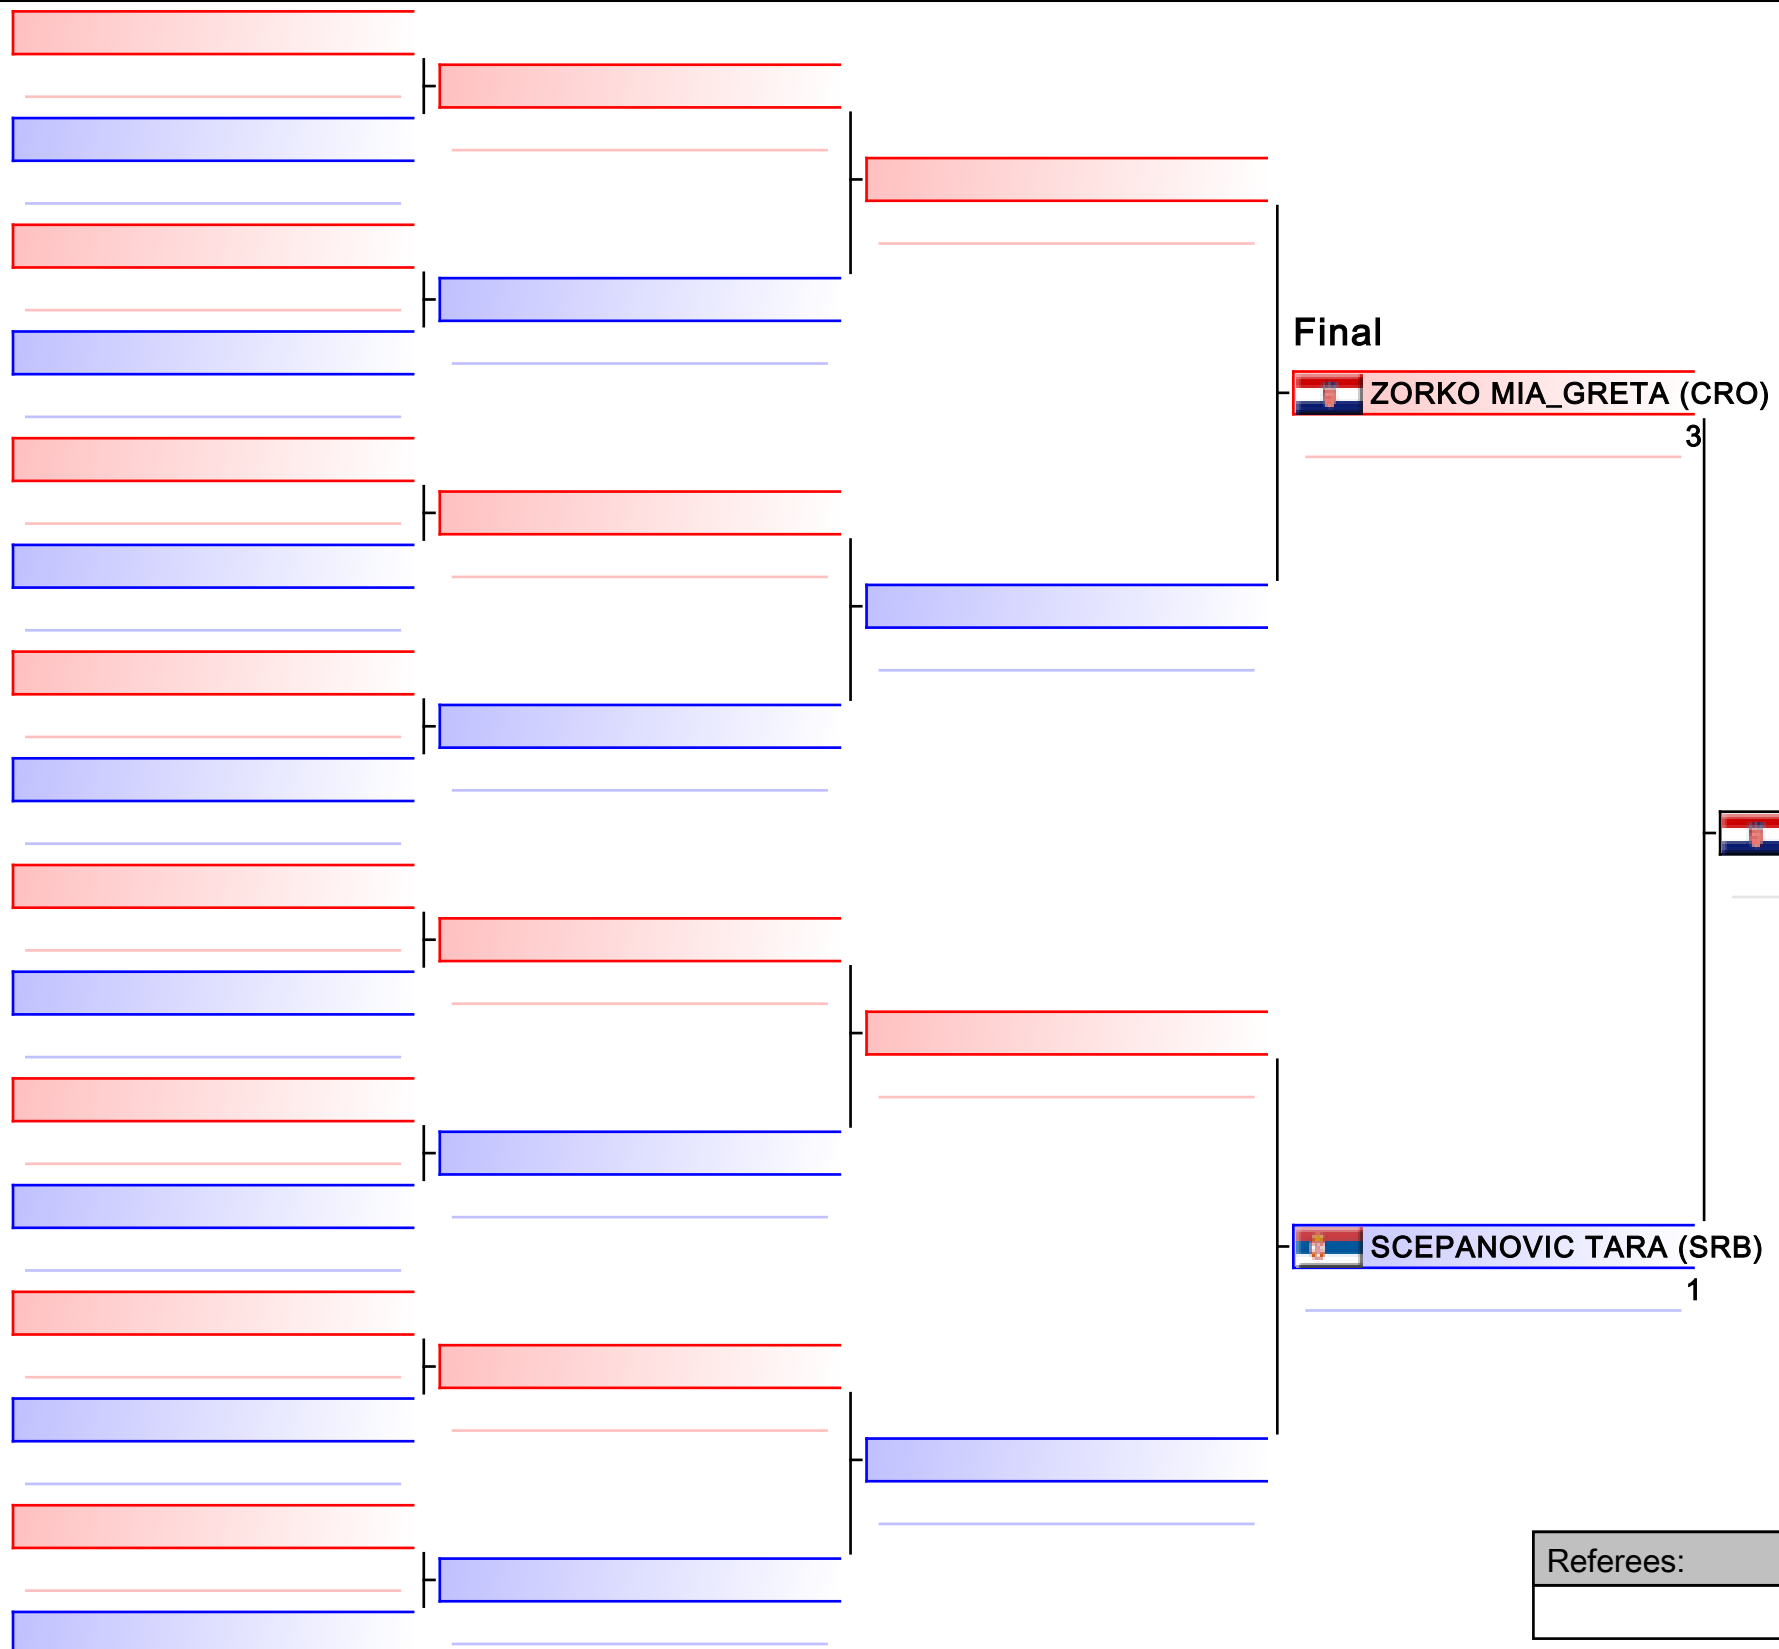 Final
ZORKO MIA_GRETA (CRO)
3
SCEPANOVIC TARA (SRB)
1
Referees: